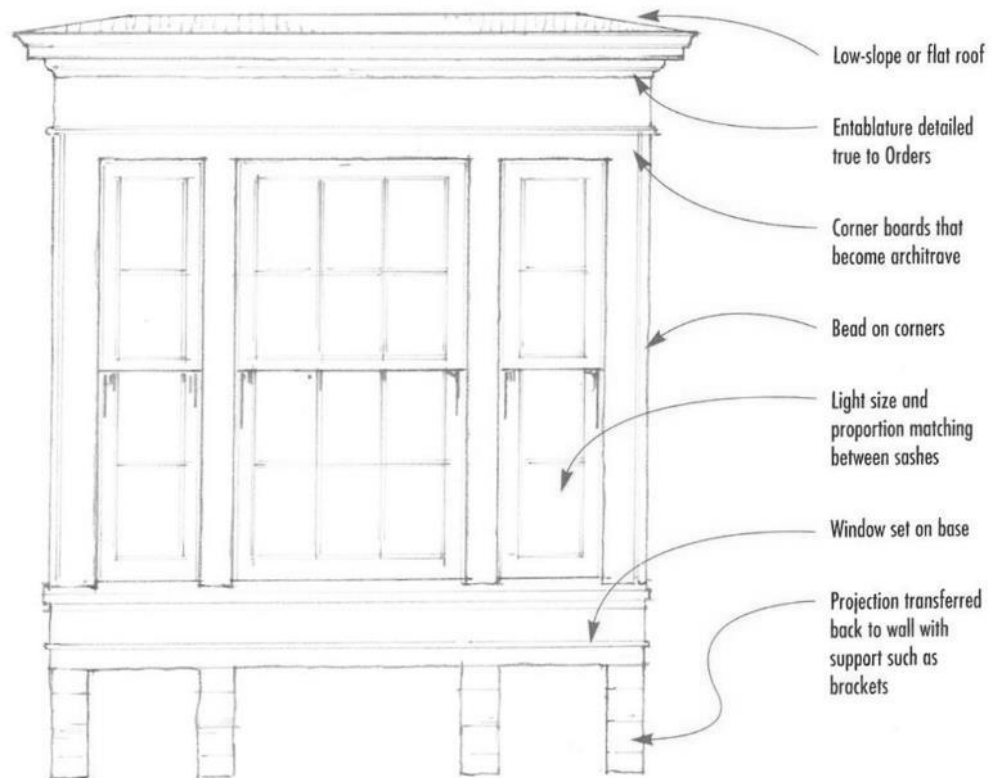 Low-slope or flat roof
Entablature detailed
true to Orders
Corner boards that
become architrave
Bead on corners
Light size and
proportion matching
between sashes
Window set on base
Projection transferred
back to wall with
support such as
brackets